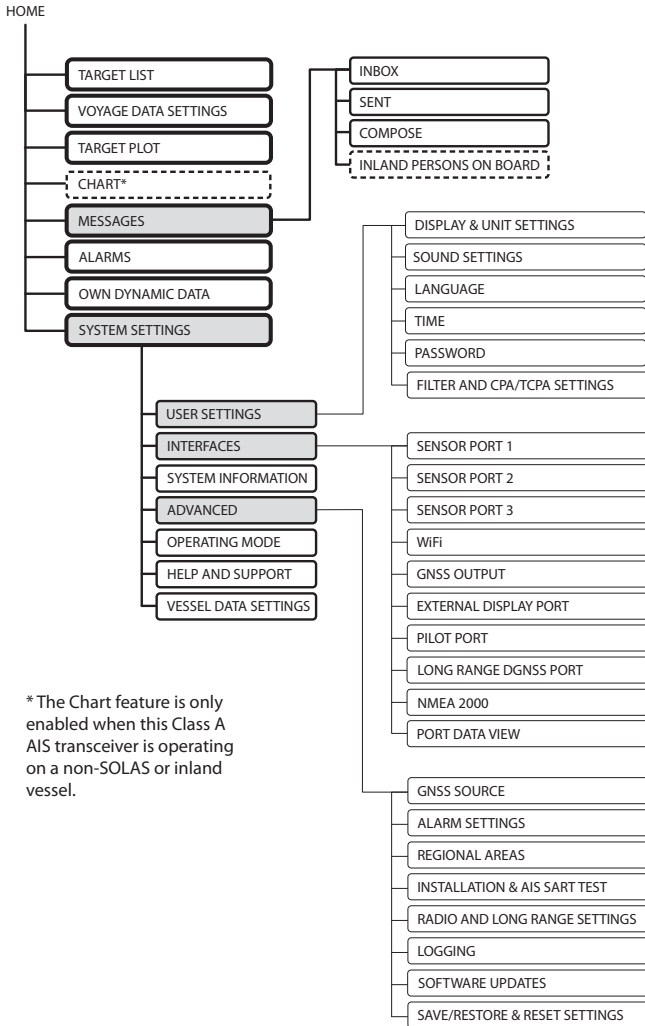 HOME
TARGET LIST
VOYAGE DATA SETTINGS
TARGET PLOT
CHART*
MESSAGES
ALARMS
OWN DYNAMIC DATA
SYSTEM SETTINGS
INBOX
SENT
COMPOSE
INLAND PERSONS ON BOARD
USER SETTINGS
INTERFACES
SYSTEM INFORMATION
ADVANCED
OPERATING MODE
HELP AND SUPPORT
VESSEL DATA SETTINGS
DISPLAY & UNIT SETTINGS
SOUND SETTINGS
LANGUAGE
TIME
PASSWORD
FILTER AND CPA/TCPA SETTINGS
SENSOR PORT 1
SENSOR PORT 2
SENSOR PORT 3
WiFi
GNSS OUTPUT
EXTERNAL DISPLAY PORT
PILOT PORT
LONG RANGE DGNSS PORT
NMEA 2000
PORT DATA VIEW
GNSS SOURCE
ALARM SETTINGS
REGIONAL AREAS
INSTALLATION & AIS SART TEST
RADIO AND LONG RANGE SETTINGS
LOGGING
SOFTWARE UPDATES
SAVE/RESTORE & RESET SETTINGS
* The Chart feature is only
enabled when this Class A
AIS transceiver is operating
on a non-SOLAS or inland
vessel.